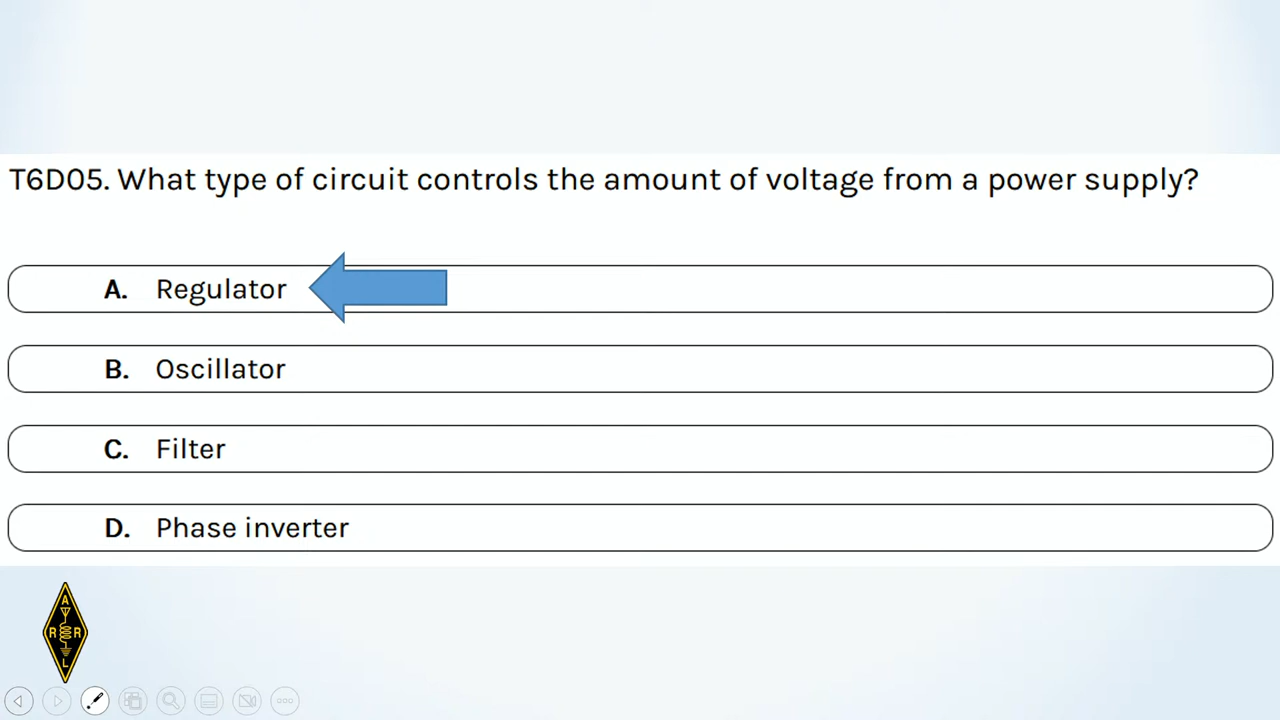 T6D05. What type of circuit controls the amount of voltage from a power supply?
A. Regulator
B. Oscillator
C. Filter
D. Phase inverter
A
R R
L